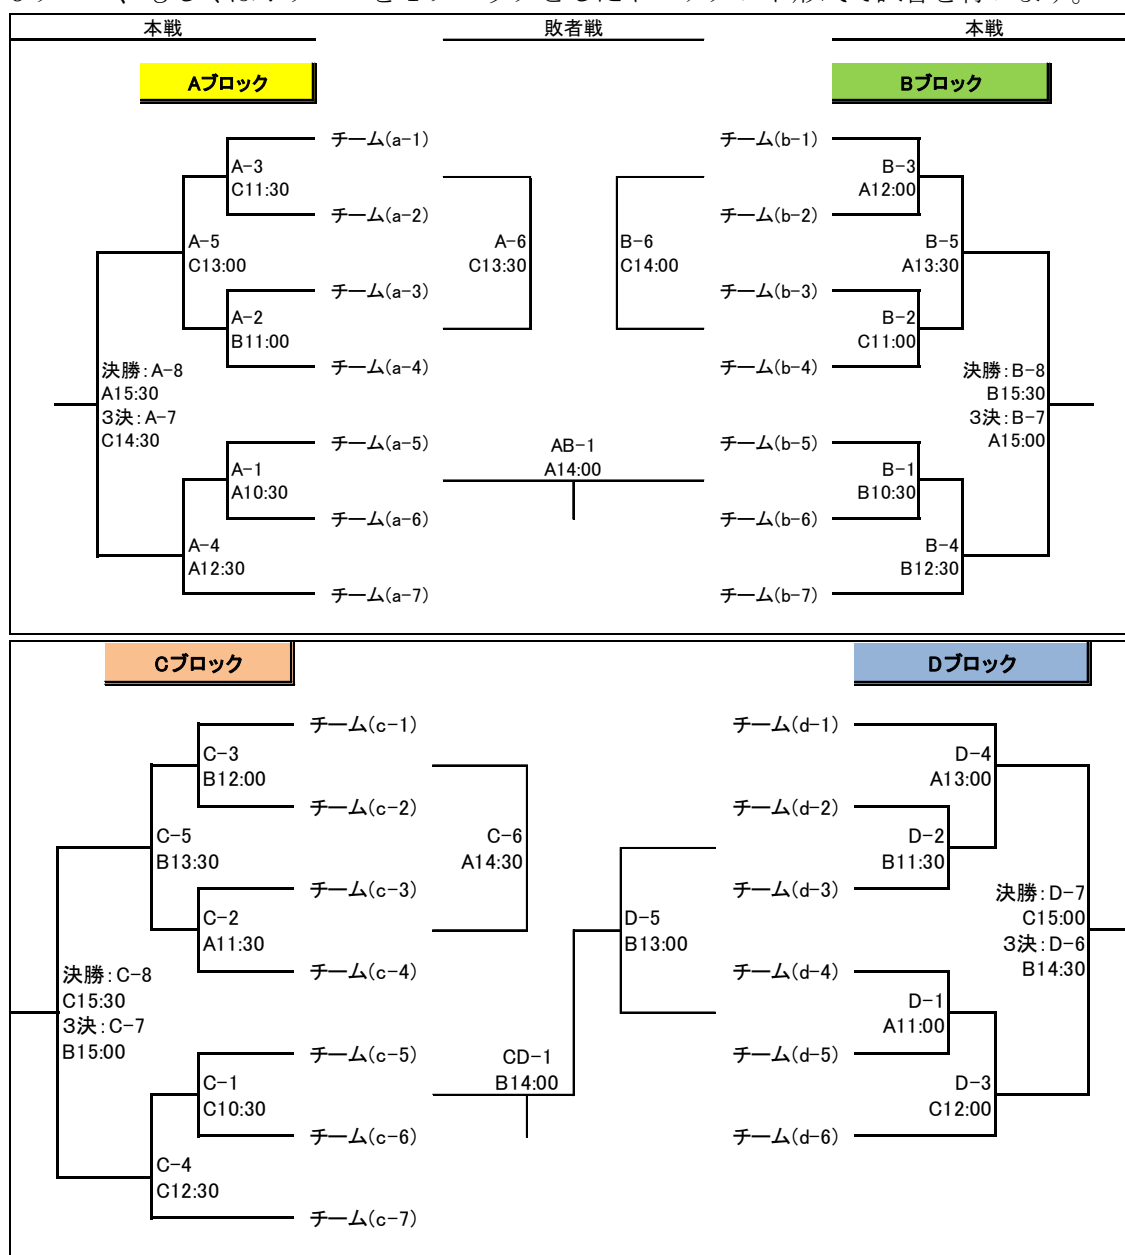 本戦
敗者戦
本戦
Aブロック
Bブロック
チーム(a-1)
A-3
C11:30
チーム(a-2)
A-5
C13:00
チーム(a-3)
A-2
B11:00
チーム(a-4)
決勝:A-8
A15:30
3決:A-7
C14:30
チーム(a-5)
A-1
A10:30
チーム(a-6)
A-4
A12:30
チーム(a-7)
A-6
C13:30
B-6
C14:00
AB-1
A14:00
チーム(b-1)
B-3
A12:00
チーム(b-2)
B-5
A13:30
チーム(b-3)
B-2
C11:00
チーム(b-4)
決勝:B-8
B15:30
3決:B-7
A15:00
チーム(b-5)
B-1
B10:30
チーム(b-6)
B-4
B12:30
チーム(b-7)
Cブロック
Dブロック
チーム(c-1)
C-3
B12:00
チーム(c-2)
C-5
B13:30
チーム(c-3)
C-2
A11:30
チーム(c-4)
決勝:C-8
C15:30
3決:C-7
B15:00
チーム(c-5)
C-1
C10:30
チーム(c-6)
C-4
C12:30
チーム(c-7)
C-6
A14:30
D-5
B13:00
CD-1
B14:00
チーム(d-1)
D-4
A13:00
チーム(d-2)
D-2
B11:30
チーム(d-3)
決勝:D-7
C15:00
3決:D-6
B14:30
チーム(d-4)
D-1
A11:00
チーム(d-5)
D-3
C12:00
チーム(d-6)